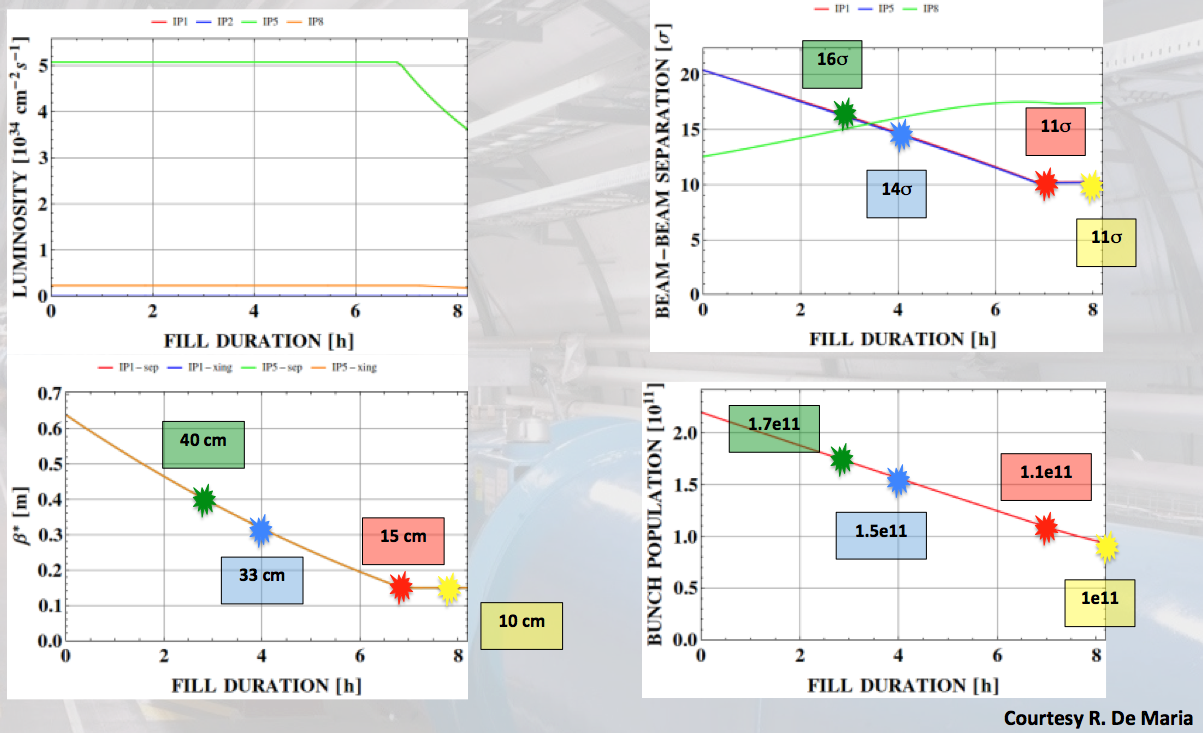 IP1 IP2 IP5 IP8
LUMINOSITY [10³⁴ cm⁻² s⁻¹]
5
4
3
2
1
0
0 2 4 6 8
FILL DURATION [h]
IP1 IP5 IP8
BEAM-BEAM SEPARATION [σ]
20
15
10
5
0
16σ
14σ
11σ
11σ
0 2 4 6 8
FILL DURATION [h]
IP1-sep IP1-xing IP5-sep IP5-xing
β* [m]
0.7
0.6
0.5
0.4
0.3
0.2
0.1
0.0
40 cm
33 cm
15 cm
10 cm
0 2 4 6 8
FILL DURATION [h]
BUNCH POPULATION [10¹¹]
2.0
1.5
1.0
0.5
0.0
1.7e11
1.5e11
1.1e11
1e11
0 2 4 6 8
FILL DURATION [h]
Courtesy R. De Maria